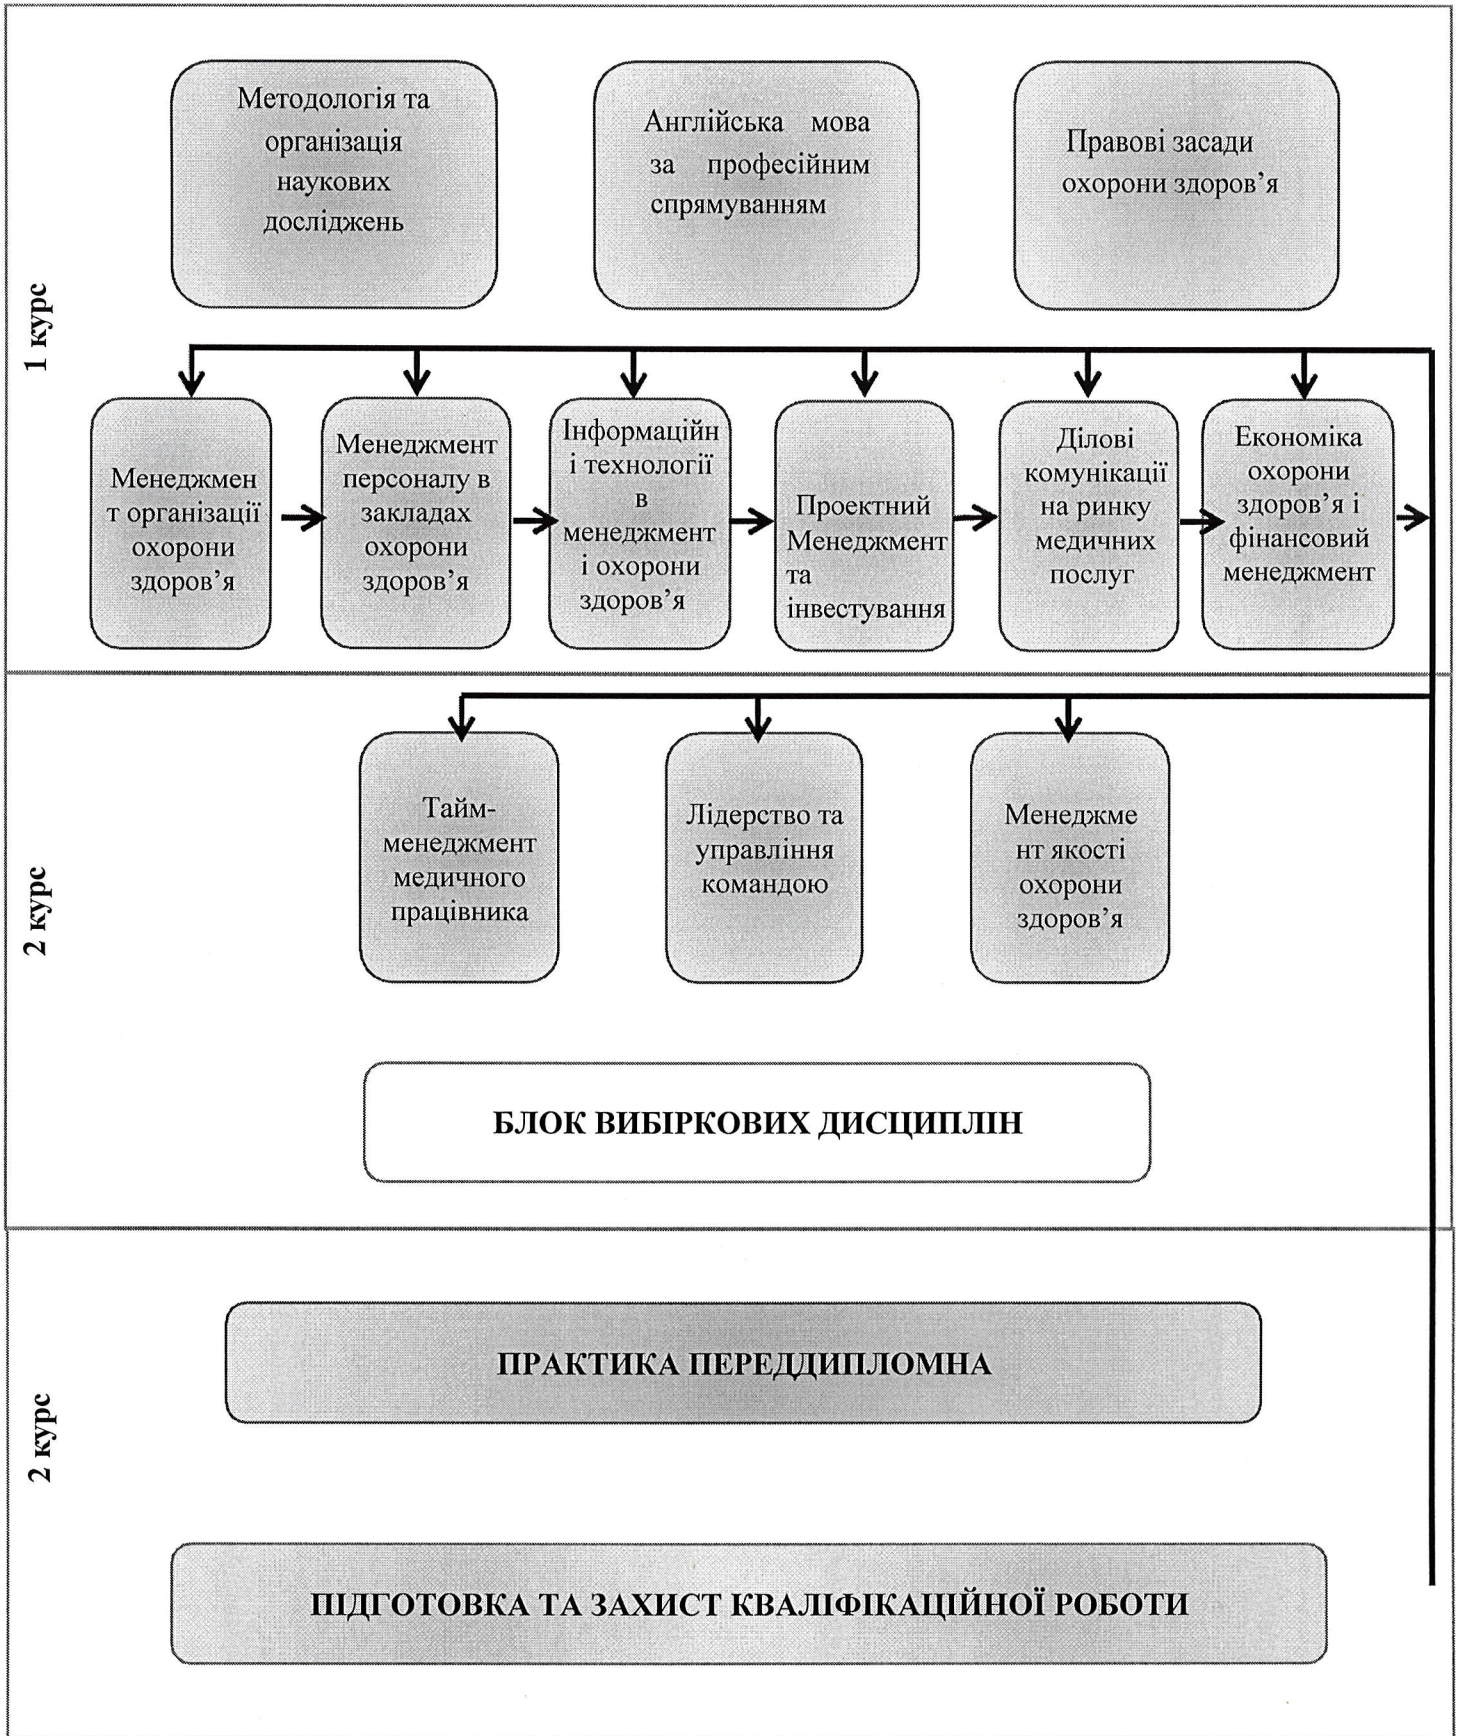 1 курс
Методологія та
організація
наукових
досліджень
Англійська мова
за професійним
спрямуванням
Правові засади
охорони здоров’я
Менеджмен
т організації
охорони
здоров’я
Менеджмент
персоналу в
закладах
охорони
здоров’я
Інформаційн
і технології
в
менеджмент
і охорони
здоров’я
Проектний
Менеджмент
та
інвестування
Ділові
комунікації
на ринку
медичних
послуг
Економіка
охорони
здоров’я і
фінансовий
менеджмент
2 курс
Тайм-
менеджмент
медичного
працівника
Лідерство та
управління
командою
Менеджме
нт якості
охорони
здоров’я
БЛОК ВИБІРКОВИХ ДИСЦИПЛІН
2 курс
ПРАКТИКА ПЕРЕДДИПЛОМНА
ПІДГОТОВКА ТА ЗАХИСТ КВАЛІФІКАЦІЙНОЇ РОБОТИ